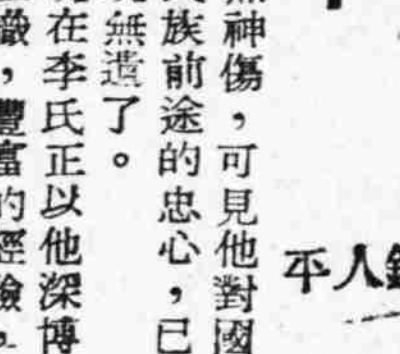 人平
神傷，可見他對國
族前途的忠心，已
無遺了。
在李氏正以他深博
識，豐富的經驗，